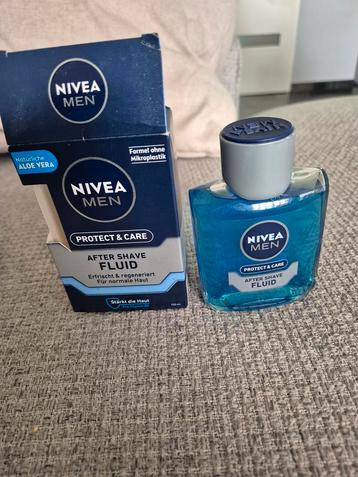 NIVEA
MEN
Natürliche
ALOE VERA
Formel ohne
Mikroplastik
NIVEA
MEN
PROTECT & CARE
AFTER SHAVE
FLUID
Erfrischt & regeneriert
Für normale Haut
Stärkt die Haut
NIVEA
MEN
PROTECT & CARE
AFTER SHAVE
FLUID